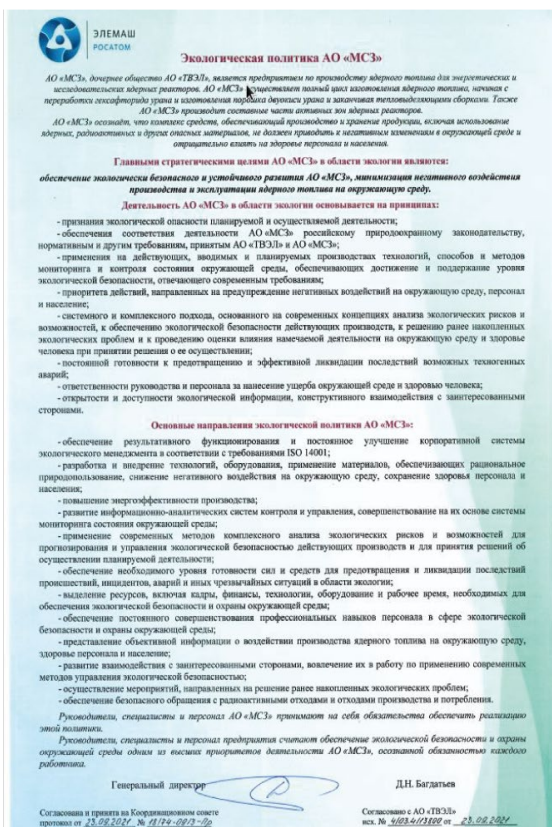 ЭЛЕМАШ
РОСАТОМ
Экологическая политика АО «МСЗ»
АО «МСЗ», дочернее общество АО «ТВЭЛ», является предприятием по производству ядерного топлива для энергетических и
исследовательских ядерных реакторов. АО «МСЗ» осуществляет полный цикл изготовления ядерного топлива, начиная с
переработки гексафторида урана и изготовления порошка двуокиси урана и заканчивая тепловыделяющими сборками. Также
АО «МСЗ» производит составные части активных зон ядерных реакторов.
АО «МСЗ» осознаёт, что комплекс средств, обеспечивающий производство и хранение продукции, включая использование
ядерных, радиоактивных и других опасных материалов, не должен приводить к негативным изменениям в окружающей среде и
отрицательно влиять на здоровье персонала и населения.
Главными стратегическими целями АО «МСЗ» в области экологии являются:
обеспечение экологически безопасного и устойчивого развития АО «МСЗ», минимизация негативного воздействия
производства и эксплуатации ядерного топлива на окружающую среду.
Деятельность АО «МСЗ» в области экологии основывается на принципах:
- признания экологической опасности планируемой и осуществляемой деятельности;
- обеспечения соответствия деятельности АО «МСЗ» российскому природоохранному законодательству,
нормативным и другим требованиям, принятым АО «ТВЭЛ» и АО «МСЗ»;
- применения на действующих, вводимых и планируемых производствах технологий, способов и методов
мониторинга и контроля состояния окружающей среды, обеспечивающих достижение и поддержание уровня
экологической безопасности, отвечающего современным требованиям;
- приоритета действий, направленных на предупреждение негативных воздействий на окружающую среду, персонал
и население;
- системного и комплексного подхода, основанного на современных концепциях анализа экологических рисков и
возможностей, к обеспечению экологической безопасности действующих производств, к решению ранее накопленных
экологических проблем и к проведению оценки влияния намечаемой деятельности на окружающую среду и здоровье
человека при принятии решения о ее осуществлении;
- постоянной готовности к предотвращению и эффективной ликвидации последствий возможных техногенных
аварий;
- ответственности руководства и персонала за нанесение ущерба окружающей среде и здоровью человека;
- открытости и доступности экологической информации, конструктивного взаимодействия с заинтересованными
сторонами.
Основные направления экологической политики АО «МСЗ»:
- обеспечение результативного функционирования и постоянное улучшение корпоративной системы
экологического менеджмента в соответствии с требованиями ISO 14001;
- разработка и внедрение технологий, оборудования, применение материалов, обеспечивающих рациональное
природопользование, снижение негативного воздействия на окружающую среду, сохранение здоровья персонала и
населения;
- повышение энергоэффективности производства;
- развитие информационно-аналитических систем контроля и управления, совершенствование на их основе системы
мониторинга состояния окружающей среды;
- применение современных методов комплексного анализа экологических рисков и возможностей для
прогнозирования и управления экологической безопасностью действующих производств и для принятия решений об
осуществлении планируемой деятельности;
- обеспечение необходимого уровня готовности сил и средств для предотвращения и ликвидации последствий
происшествий, инцидентов, аварий и иных чрезвычайных ситуаций в области экологии;
- выделение ресурсов, включая кадры, финансы, технологии, оборудование и рабочее время, необходимых для
обеспечения экологической безопасности и охраны окружающей среды;
- обеспечение постоянного совершенствования профессиональных навыков персонала в сфере экологической
безопасности и охраны окружающей среды;
- представление объективной информации о воздействии производства ядерного топлива на окружающую среду,
здоровье персонала и население;
- развитие взаимодействия с заинтересованными сторонами, вовлечение их в работу по применению современных
методов управления экологической безопасностью;
- осуществление мероприятий, направленных на решение ранее накопленных экологических проблем;
- обеспечение безопасного обращения с радиоактивными отходами и отходами производства и потребления.
Руководители, специалисты и персонал АО «МСЗ» принимают на себя обязательства обеспечить реализацию
этой политики.
Руководители, специалисты и персонал предприятия считают обеспечение экологической безопасности и охраны
окружающей среды одним из высших приоритетов деятельности АО «МСЗ», осознанной обязанностью каждого
работника.
Генеральный директор Д.Н. Багдатьев
Согласована и принята на Координационном совете
протокол от 23.09.2021 № 18/74-09/3-Пр
Согласовано с АО «ТВЭЛ»
исх. № 4/03.4/13800 от 23.09.2021